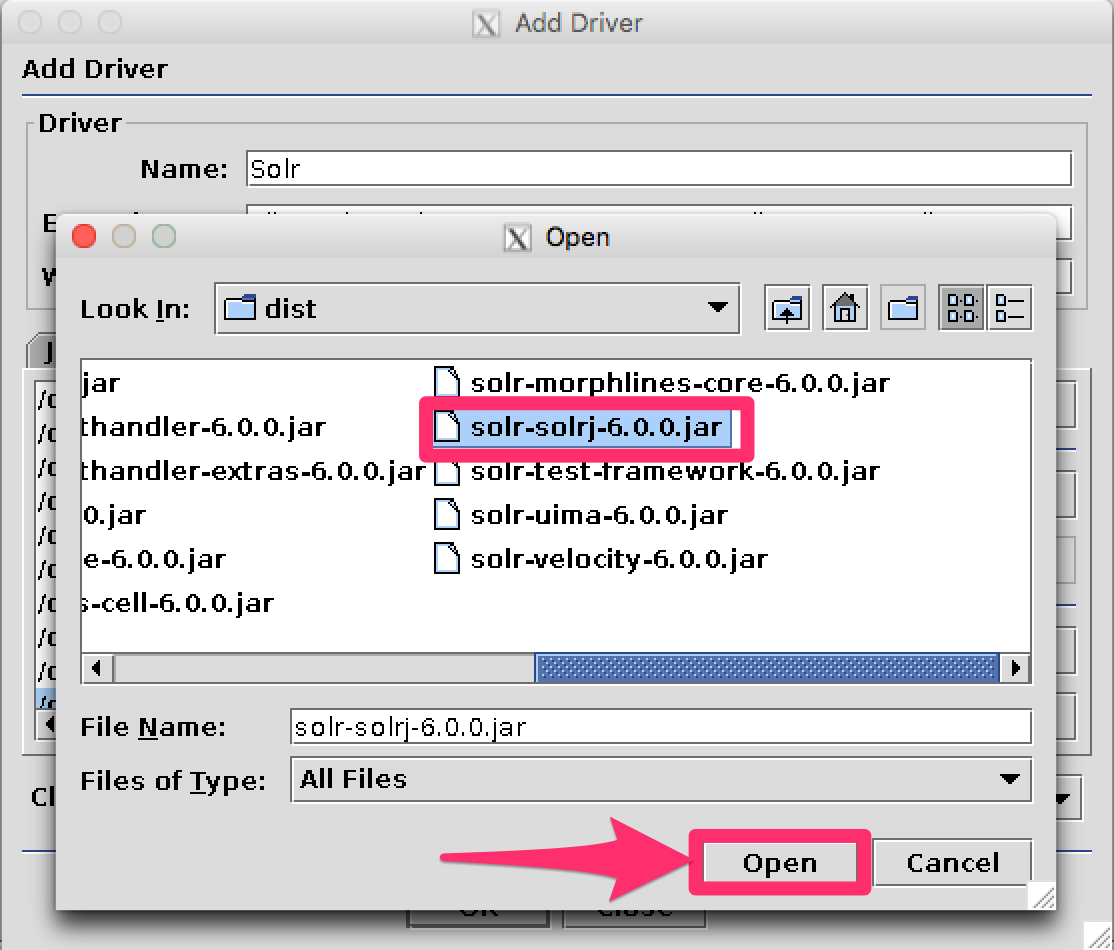 Add Driver
Add Driver
Driver
Name: Solr
Open
Look In: dist
jar
thandler-6.0.0.jar
thandler-extras-6.0.0.jar
0.jar
e-6.0.0.jar
s-cell-6.0.0.jar
solr-morphlines-core-6.0.0.jar
solr-solrj-6.0.0.jar
solr-test-framework-6.0.0.jar
solr-uima-6.0.0.jar
solr-velocity-6.0.0.jar
File Name: solr-solrj-6.0.0.jar
Files of Type: All Files
Open Cancel
OK Close